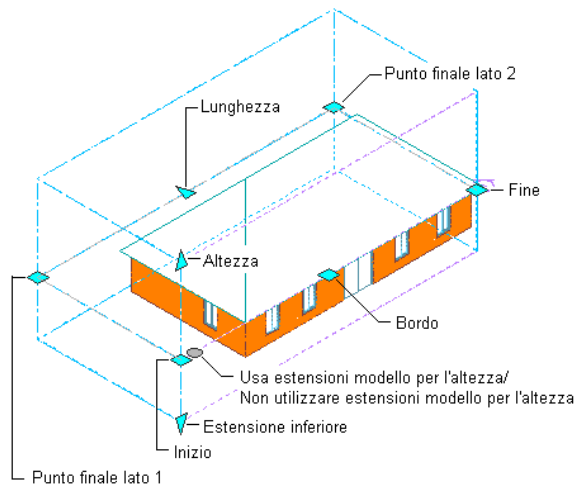 Punto finale lato 2
Lunghezza
Fine
Altezza
Bordo
Usa estensioni modello per l'altezza/
Non utilizzare estensioni modello per l'altezza
Estensione inferiore
Inizio
Punto finale lato 1